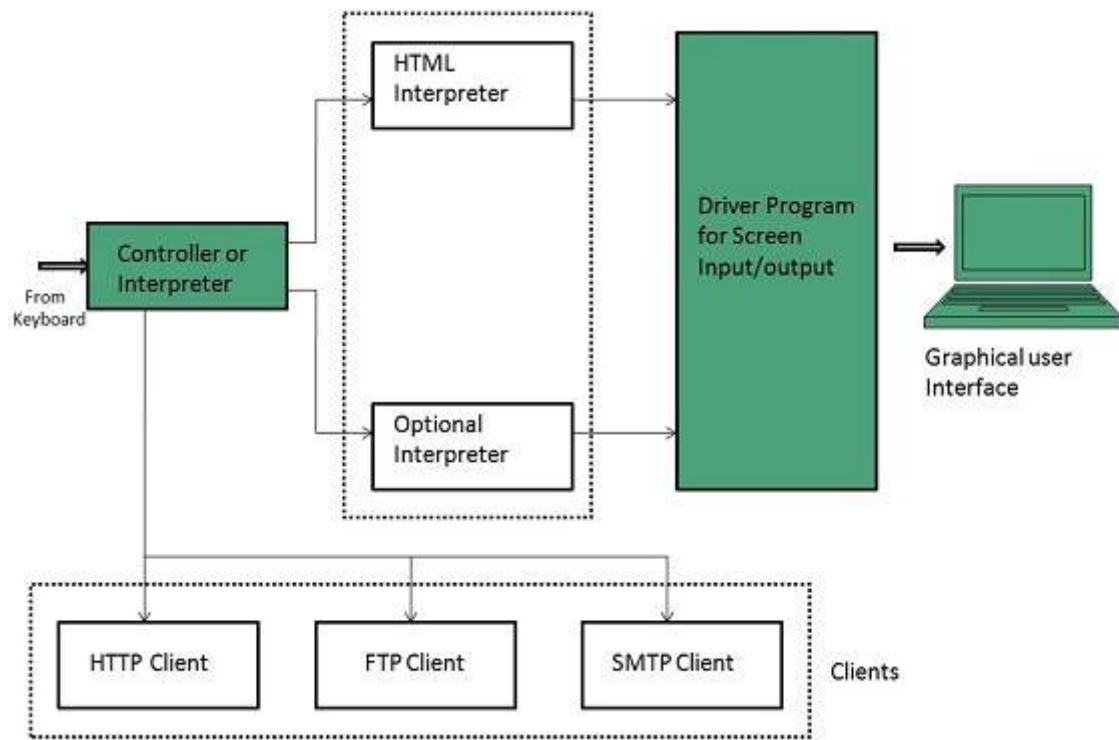 HTML
Interpreter
Driver Program
for Screen
Input/output
Controller or
Interpreter
From
Keyboard
Graphical user
Interface
Optional
Interpreter
HTTP Client
FTP Client
SMTP Client
Clients